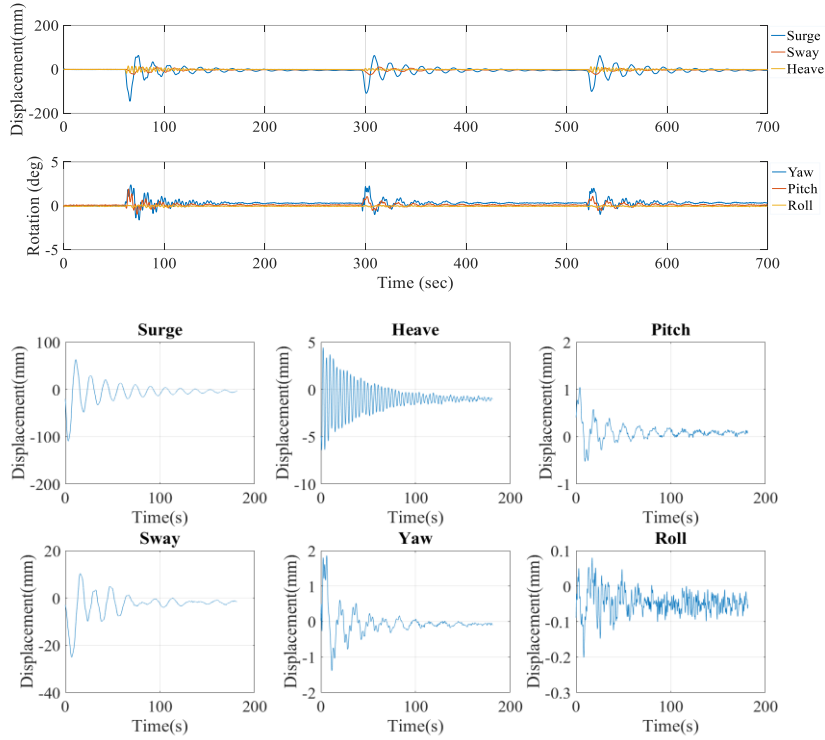 200
0
-200
Displacement(mm)
0 100 200 300 400 500 600 700
Surge
Sway
Heave
5
0
-5
Rotation (deg)
0 100 200 300 400 500 600 700
Time (sec)
Yaw
Pitch
Roll
Surge
100
0
-100
-200
Displacement(mm)
0 100 200
Time(s)
Heave
5
0
-5
-10
Displacement(mm)
0 100 200
Time(s)
Pitch
2
1
0
-1
Displacement(mm)
0 100 200
Time(s)
Sway
20
0
-20
-40
Displacement(mm)
0 100 200
Time(s)
Yaw
2
1
0
-1
-2
Displacement(mm)
0 100 200
Time(s)
Roll
0.1
0
-0.1
-0.2
-0.3
Displacement(mm)
0 100 200
Time(s)